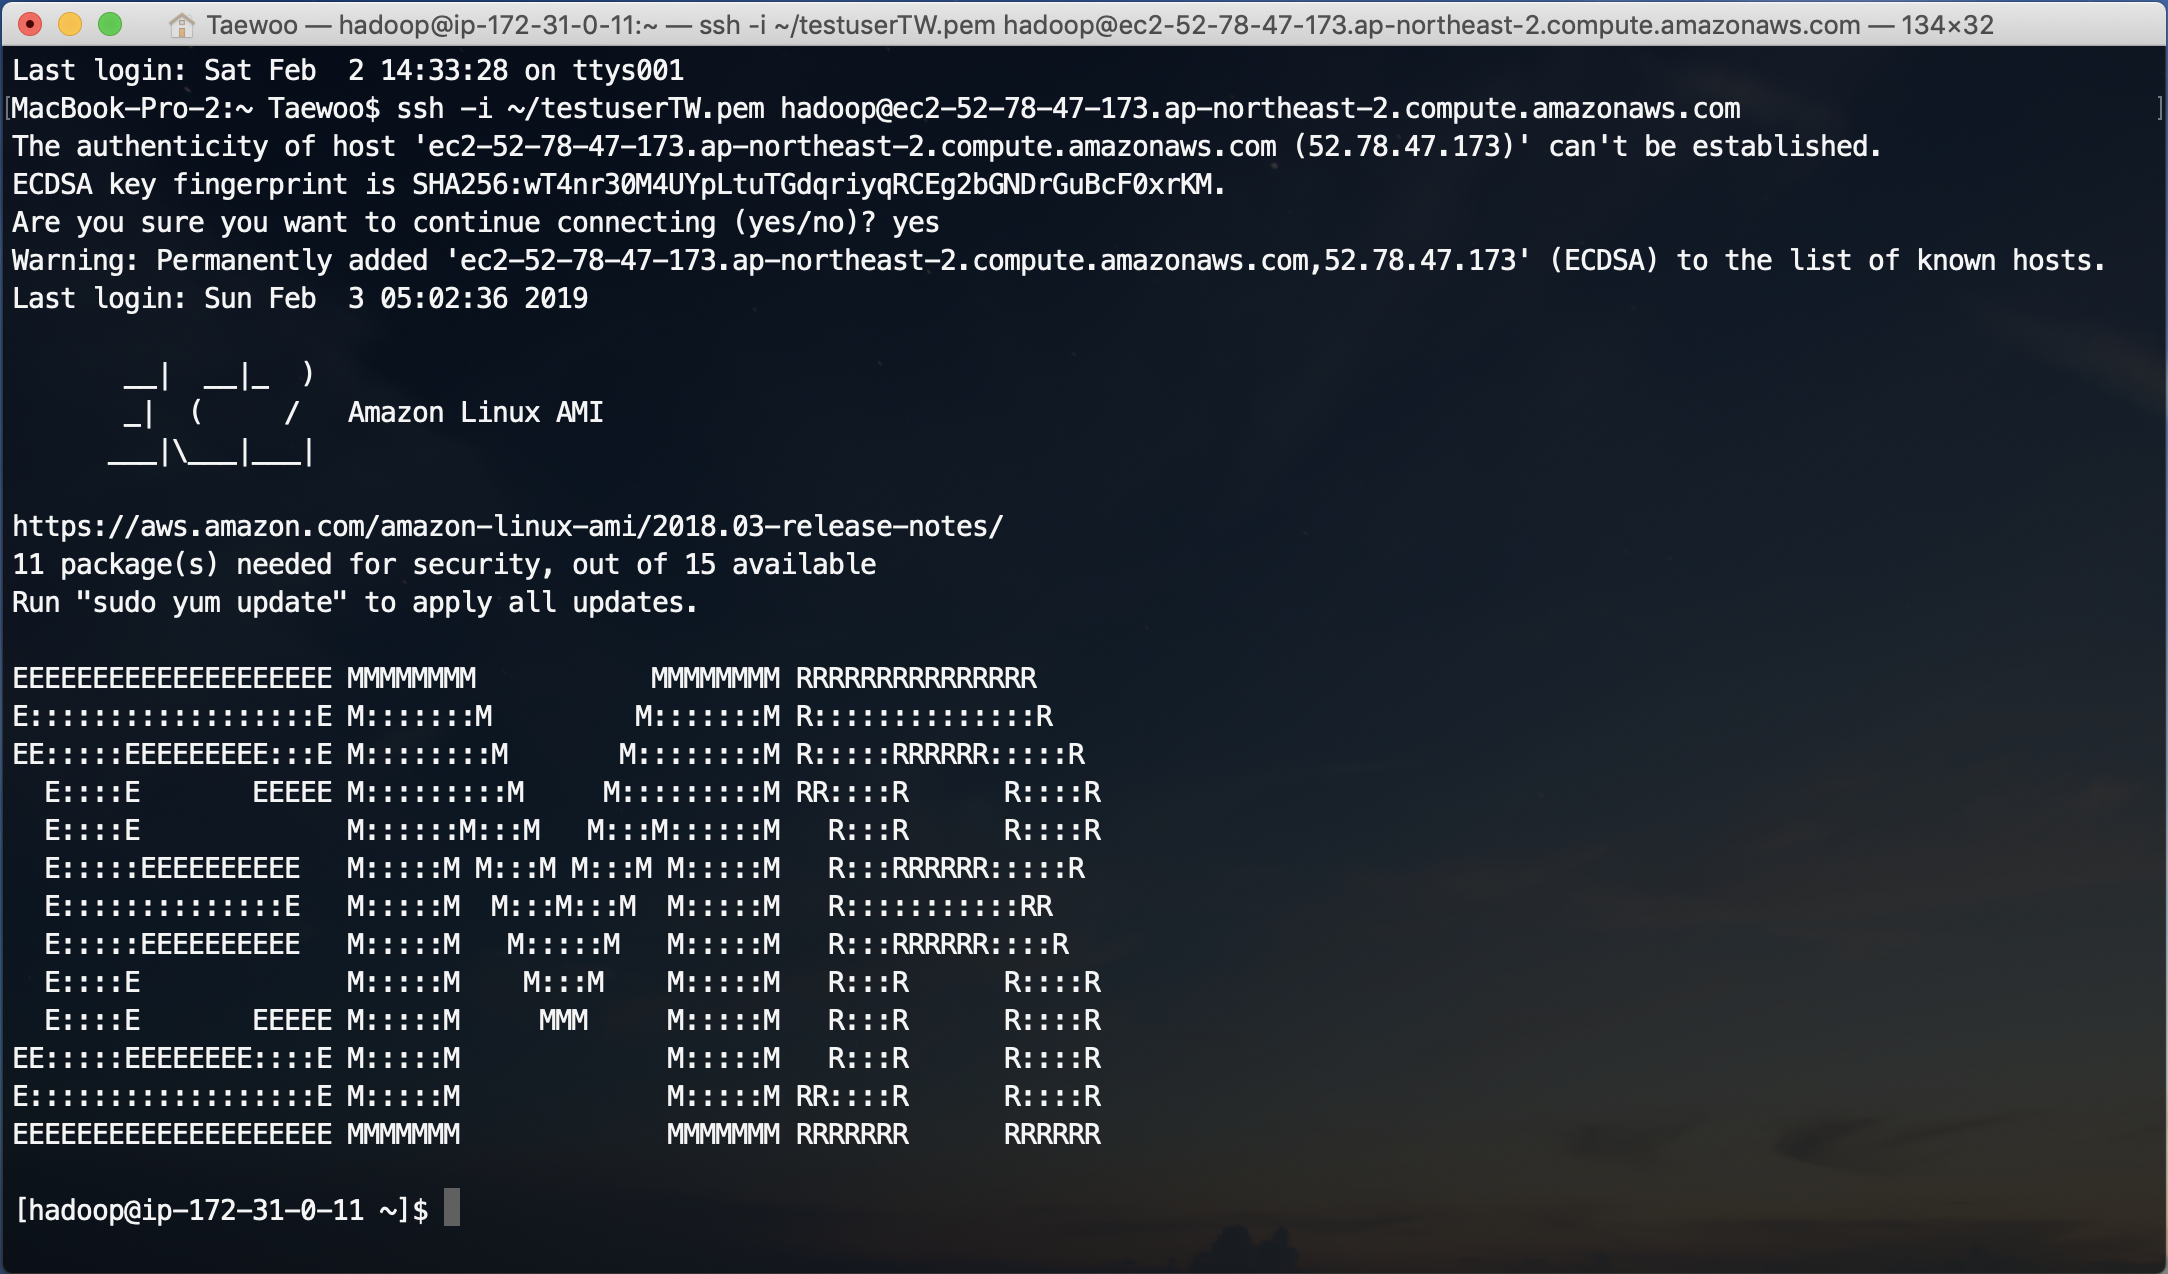 Taewoo — hadoop@ip-172-31-0-11:~ — ssh -i ~/testuserTW.pem hadoop@ec2-52-78-47-173.ap-northeast-2.compute.amazonaws.com — 134×32
Last login: Sat Feb  2 14:33:28 on ttys001
[MacBook-Pro-2:~ Taewoo$ ssh -i ~/testuserTW.pem hadoop@ec2-52-78-47-173.ap-northeast-2.compute.amazonaws.com ]
The authenticity of host 'ec2-52-78-47-173.ap-northeast-2.compute.amazonaws.com (52.78.47.173)' can't be established.
ECDSA key fingerprint is SHA256:wT4nr30M4UYpLtuTGdqriyqRCEg2bGNDrGuBcF0xrKM.
Are you sure you want to continue connecting (yes/no)? yes
Warning: Permanently added 'ec2-52-78-47-173.ap-northeast-2.compute.amazonaws.com,52.78.47.173' (ECDSA) to the list of known hosts.
Last login: Sun Feb  3 05:02:36 2019

       __|  __|_  )
       _|  (     /   Amazon Linux AMI
      ___|\___|___|

https://aws.amazon.com/amazon-linux-ami/2018.03-release-notes/
11 package(s) needed for security, out of 15 available
Run "sudo yum update" to apply all updates.

EEEEEEEEEEEEEEEEEEEE MMMMMMMM           MMMMMMMM RRRRRRRRRRRRRRR
E::::::::::::::::::E M:::::::M         M:::::::M R::::::::::::::R
EE:::::EEEEEEEEE:::E M::::::::M       M::::::::M R:::::RRRRRR:::::R
  E::::E       EEEEE M:::::::::M     M:::::::::M RR::::R      R::::R
  E::::E             M::::::M:::M   M:::M::::::M   R:::R      R::::R
  E:::::EEEEEEEEEE   M:::::M M:::M M:::M M:::::M   R:::RRRRRR:::::R
  E::::::::::::::E   M:::::M  M:::M:::M  M:::::M   R:::::::::::RR
  E:::::EEEEEEEEEE   M:::::M   M:::::M   M:::::M   R:::RRRRRR::::R
  E::::E             M:::::M    M:::M    M:::::M   R:::R      R::::R
  E::::E       EEEEE M:::::M     MMM     M:::::M   R:::R      R::::R
EE:::::EEEEEEEE::::E M:::::M             M:::::M   R:::R      R::::R
E::::::::::::::::::E M:::::M             M:::::M RR::::R      R::::R
EEEEEEEEEEEEEEEEEEEE MMMMMMM             MMMMMMM RRRRRRR      RRRRRR

[hadoop@ip-172-31-0-11 ~]$